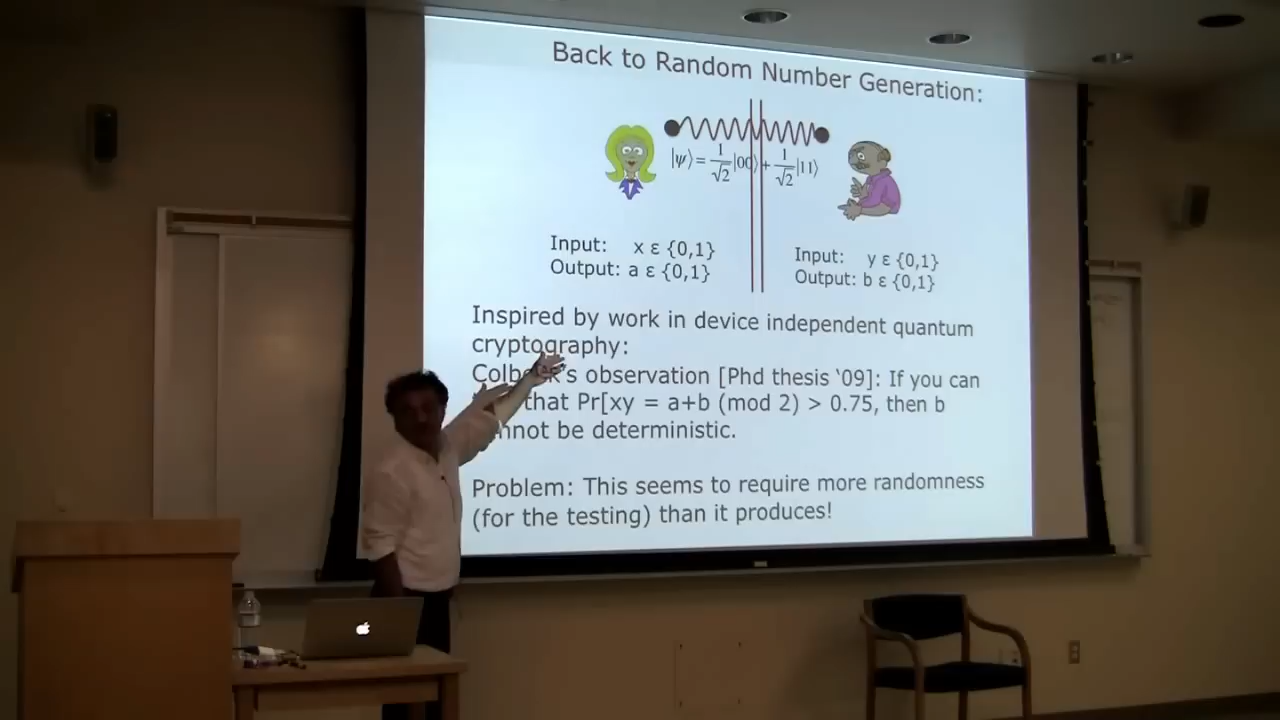 Back to Random Number Generation:
|ψ⟩ = 1/√2 |00⟩ + 1/√2 |11⟩
Input: x ε {0,1}
Output: a ε {0,1}
Input: y ε {0,1}
Output: b ε {0,1}
Inspired by work in device independent quantum
cryptography:
observation [Phd thesis ‘09]: If you can
that Pr[xy = a+b (mod 2) > 0.75, then b
be deterministic.
Problem: This seems to require more randomness
(for the testing) than it produces!